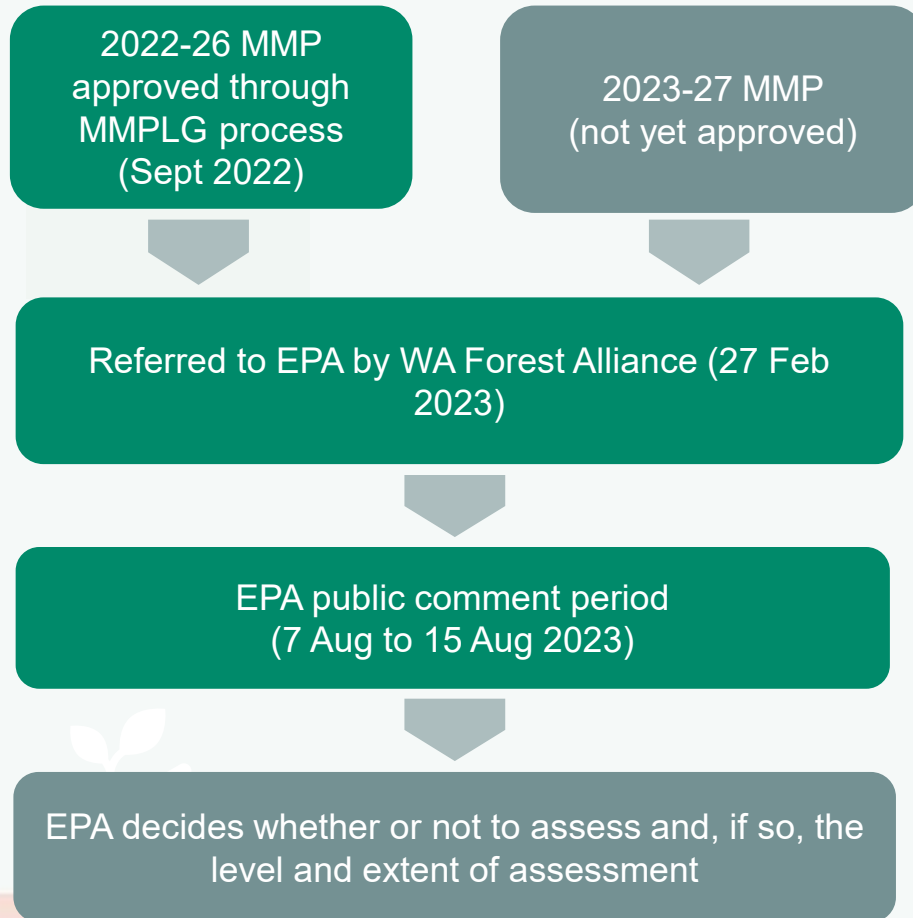 2022-26 MMP
approved through
MMPLG process
(Sept 2022)
2023-27 MMP
(not yet approved)
Referred to EPA by WA Forest Alliance (27 Feb
2023)
EPA public comment period
(7 Aug to 15 Aug 2023)
EPA decides whether or not to assess and, if so, the
level and extent of assessment